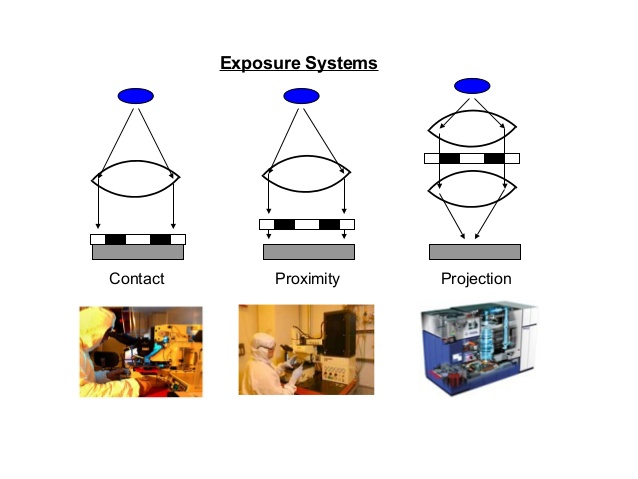 Exposure Systems
Contact
Proximity
Projection